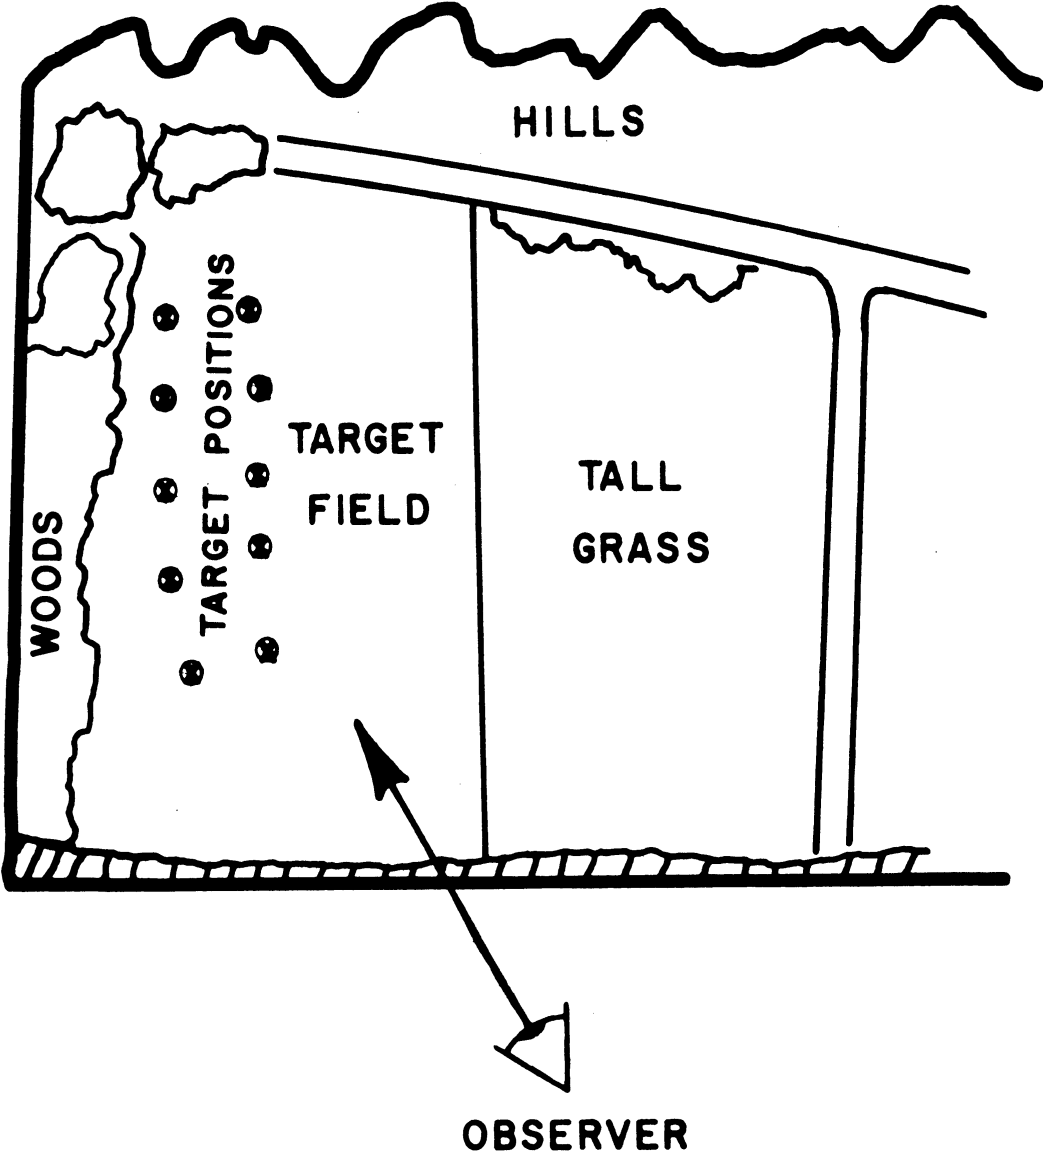 HILLS
TARGET POSITIONS
TARGET
FIELD
TALL
GRASS
WOODS
OBSERVER